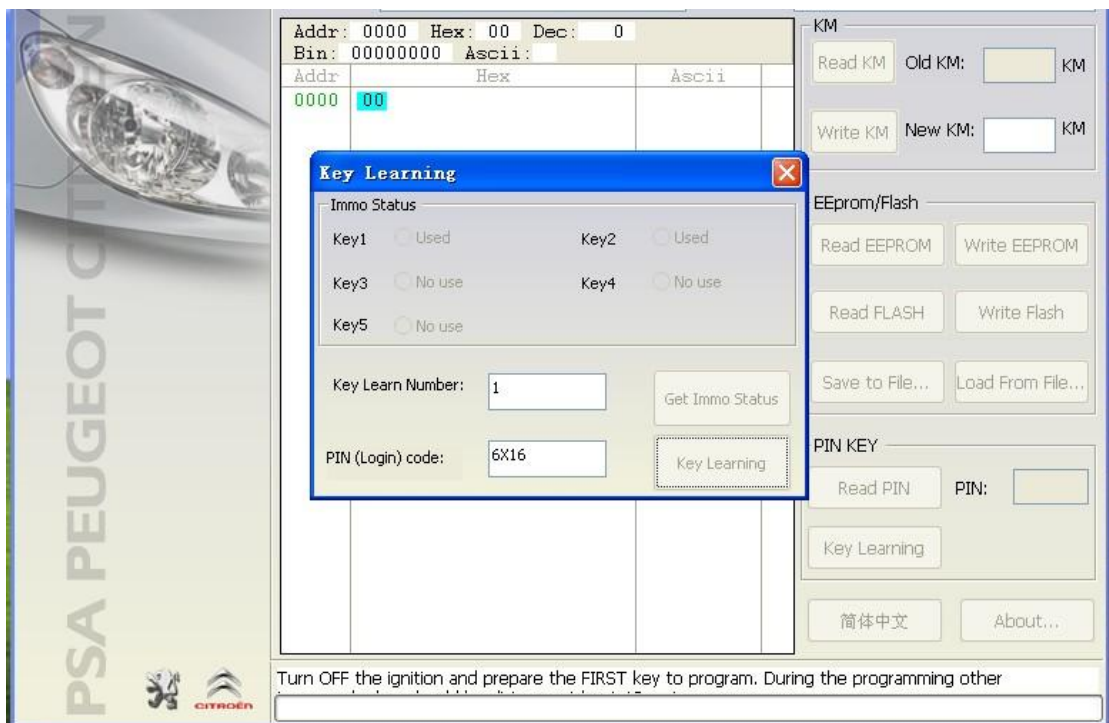 PSA PEUGEOT CITROEN
CITROËN
Addr: 0000 Hex: 00 Dec: 0
Bin: 00000000 Ascii:
Addr Hex Ascii
0000 00
Key Learning
Immo Status
Key1 Used Key2 Used
Key3 No use Key4 No use
Key5 No use
Key Learn Number: 1
Get Immo Status
PIN (Login) code: 6X16
Key Learning
KM
Read KM Old KM: KM
Write KM New KM: KM
EEprom/Flash
Read EEPROM Write EEPROM
Read FLASH Write Flash
Save to File... Load From File...
PIN KEY
Read PIN PIN:
Key Learning
简体中文 About...
Turn OFF the ignition and prepare the FIRST key to program. During the programming other